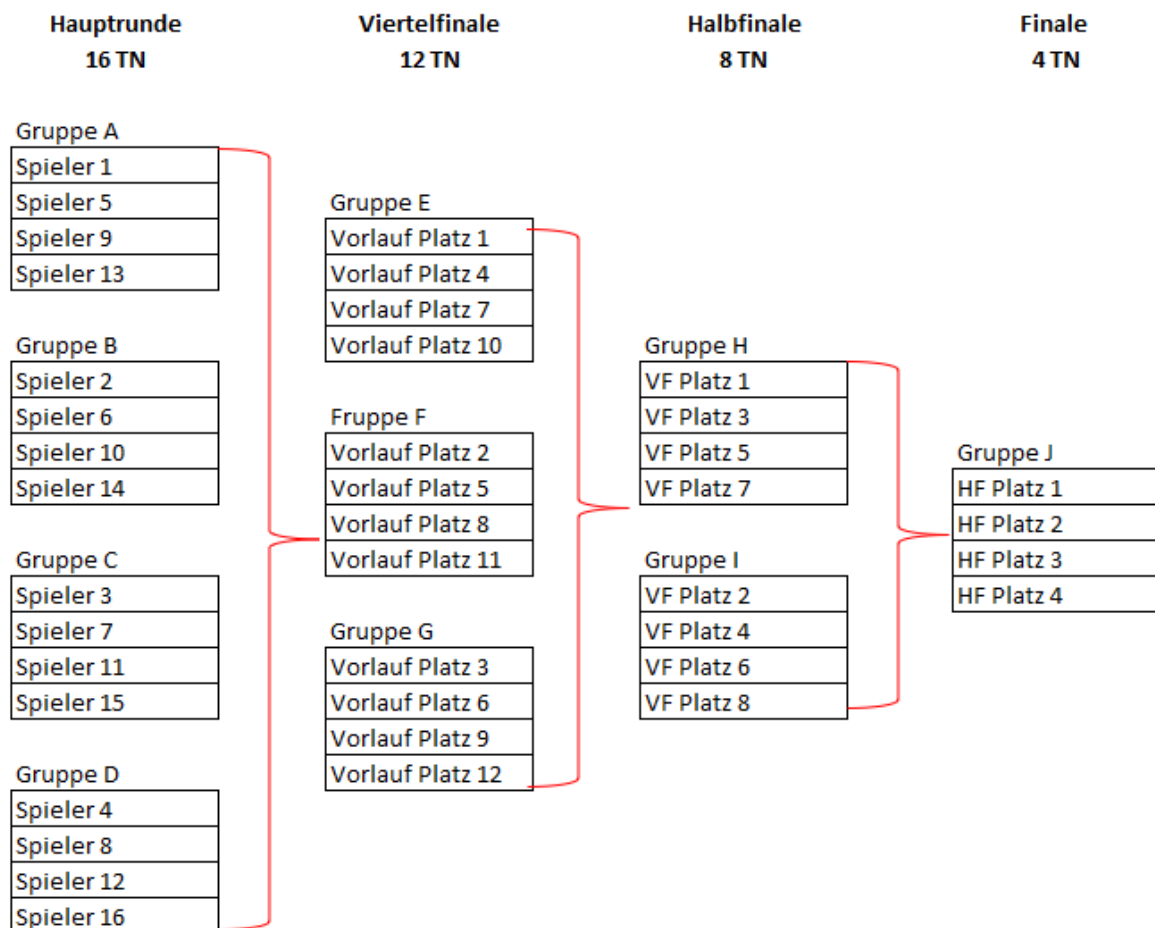 Hauptrunde
16 TN
Viertelfinale
12 TN
Halbfinale
8 TN
Finale
4 TN
Gruppe A
Spieler 1
Spieler 5
Spieler 9
Spieler 13
Gruppe B
Spieler 2
Spieler 6
Spieler 10
Spieler 14
Gruppe C
Spieler 3
Spieler 7
Spieler 11
Spieler 15
Gruppe D
Spieler 4
Spieler 8
Spieler 12
Spieler 16
Gruppe E
Vorlauf Platz 1
Vorlauf Platz 4
Vorlauf Platz 7
Vorlauf Platz 10
Fruppe F
Vorlauf Platz 2
Vorlauf Platz 5
Vorlauf Platz 8
Vorlauf Platz 11
Gruppe G
Vorlauf Platz 3
Vorlauf Platz 6
Vorlauf Platz 9
Vorlauf Platz 12
Gruppe H
VF Platz 1
VF Platz 3
VF Platz 5
VF Platz 7
Gruppe I
VF Platz 2
VF Platz 4
VF Platz 6
VF Platz 8
Gruppe J
HF Platz 1
HF Platz 2
HF Platz 3
HF Platz 4